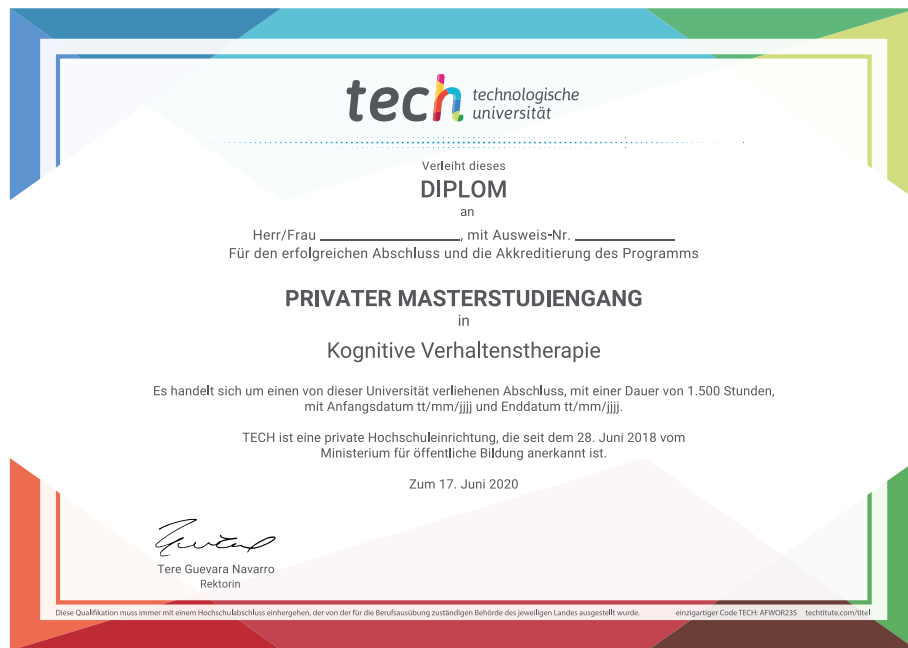 tech technologische
universität
Verleiht dieses
DIPLOM
an
Herr/Frau ____________, mit Ausweis-Nr. ____________
Für den erfolgreichen Abschluss und die Akkreditierung des Programms
PRIVATER MASTERSTUDIENGANG
in
Kognitive Verhaltenstherapie
Es handelt sich um einen von dieser Universität verliehenen Abschluss, mit einer Dauer von 1.500 Stunden,
mit Anfangsdatum tt/mm/jjjj und Enddatum tt/mm/jjjj.
TECH ist eine private Hochschuleinrichtung, die seit dem 28. Juni 2018 vom
Ministerium für öffentliche Bildung anerkannt ist.
Zum 17. Juni 2020
Tere Guevara Navarro
Rektorin
Diese Qualifikation muss immer mit einem Hochschulabschluss einhergehen, der von der für die Berufsausübung zuständigen Behörde des jeweiligen Landes ausgestellt wurde. einzigartiger Code TECH: AFWOR23S techtitute.com/titel